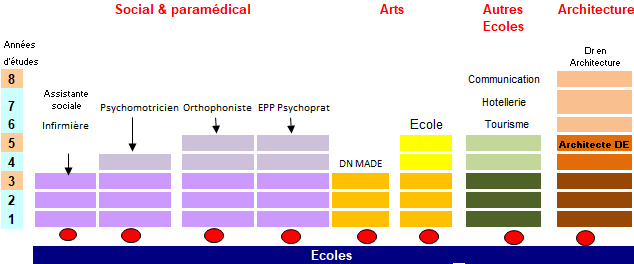 Social & paramédical
Arts
Autres
Ecoles
Architecture
Années
d'études
Dr en
Architecture
8
7
6
5
4
3
2
1
Assistante
sociale
Infirmière
Psychomotricien
Orthophoniste
EPP Psychoprat
DN MADE
Ecole
Communication
Hotellerie
Tourisme
Architecte DE
Ecoles